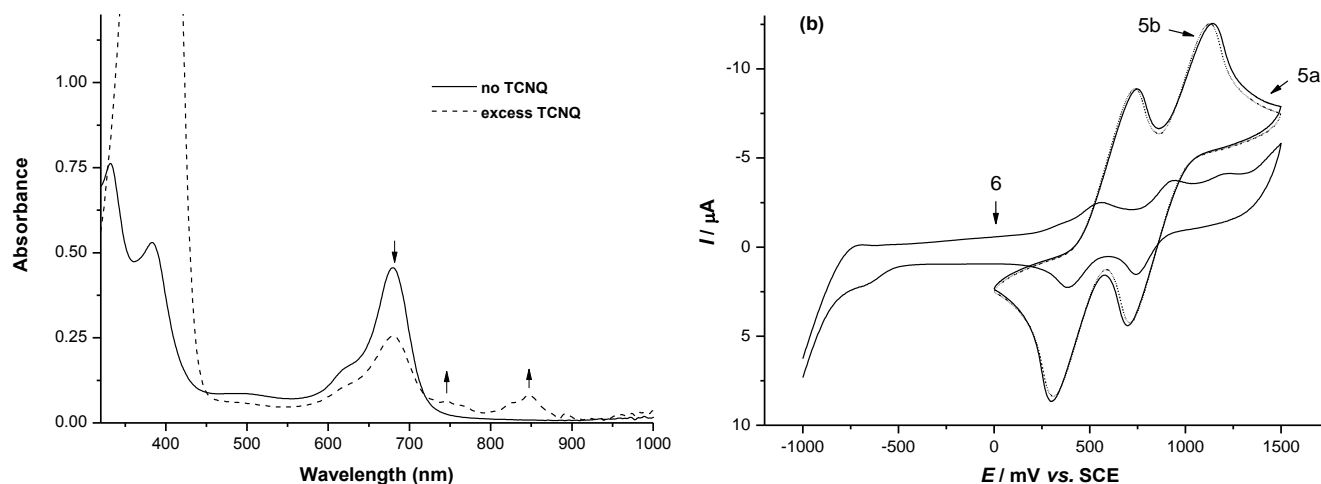 1.00
0.75
0.50
0.25
0.00
Absorbance
no TCNQ
excess TCNQ
400 500 600 700 800 900 1000
Wavelength (nm)
(b)
5b
5a
6
-10
-5
0
5
10
I / μA
-1000 -500 0 500 1000 1500
E / mV vs. SCE